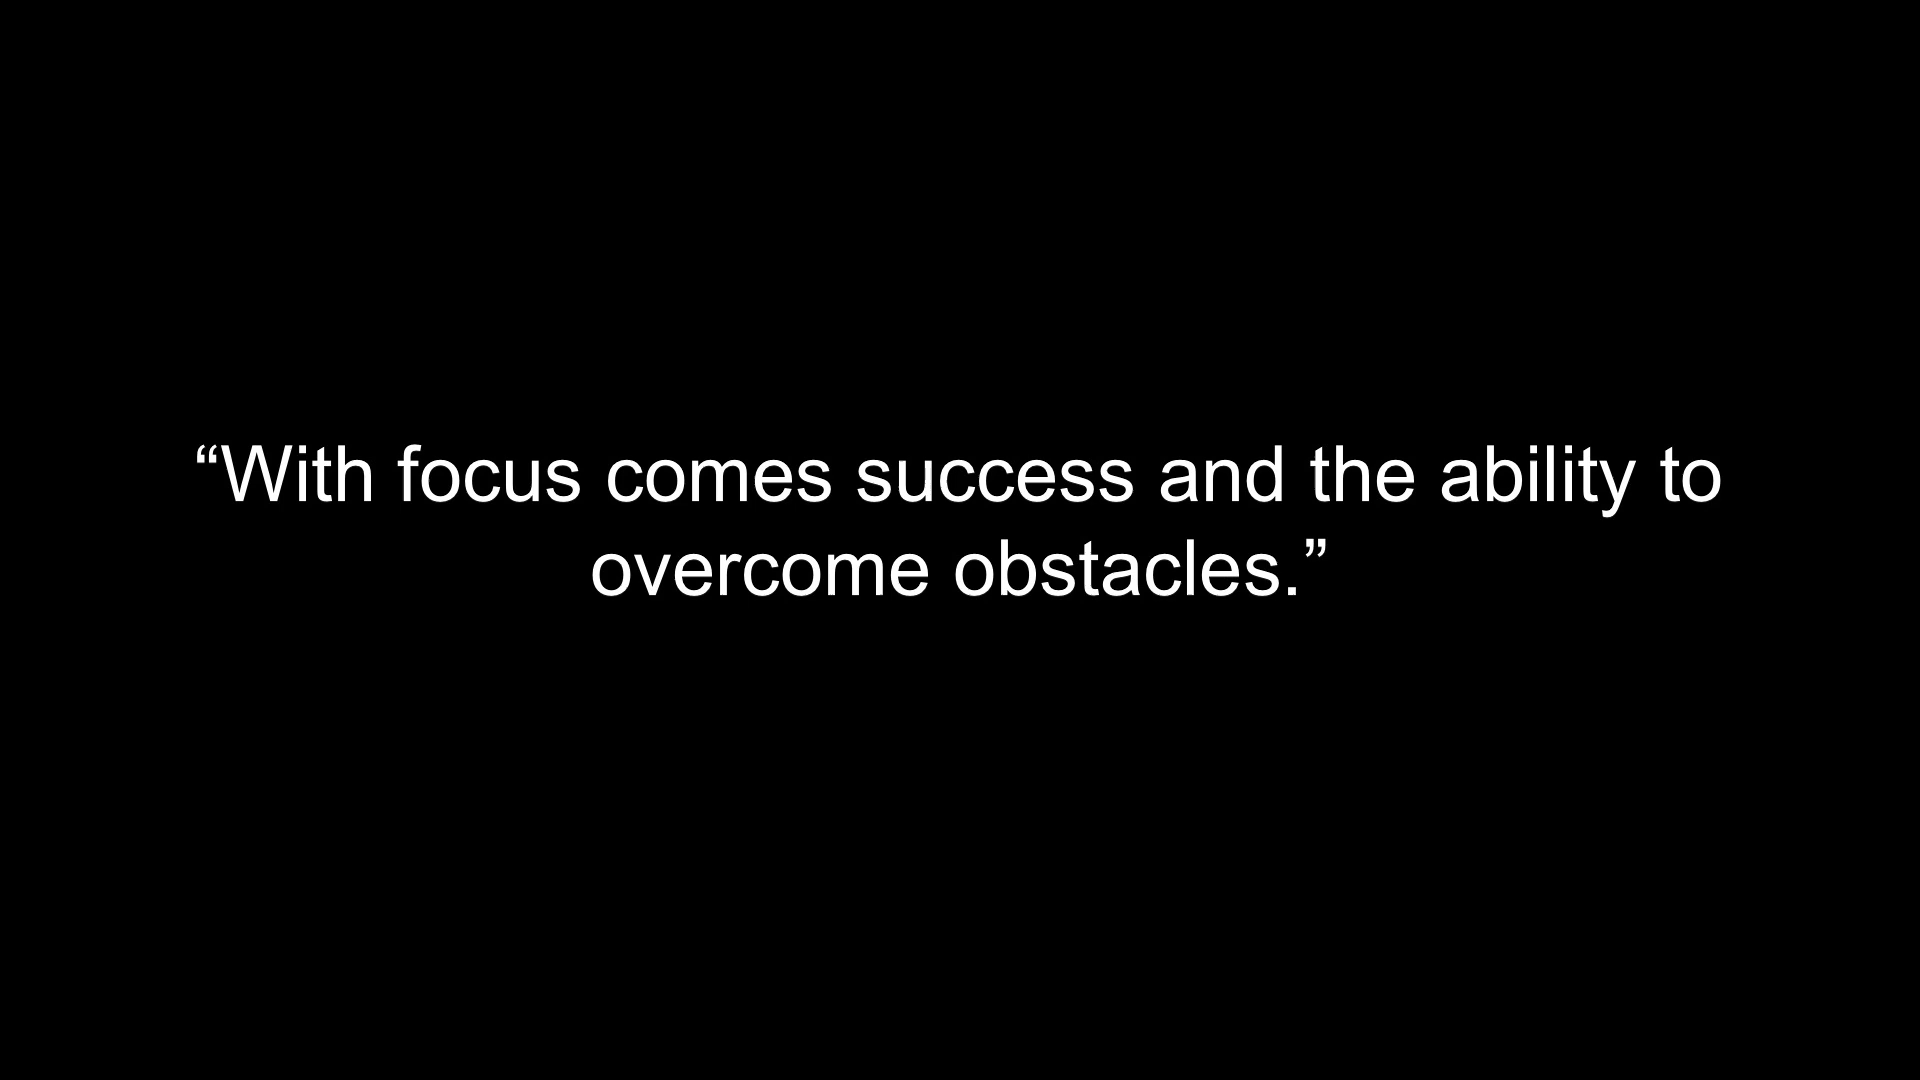 “With focus comes success and the ability to
overcome obstacles.”